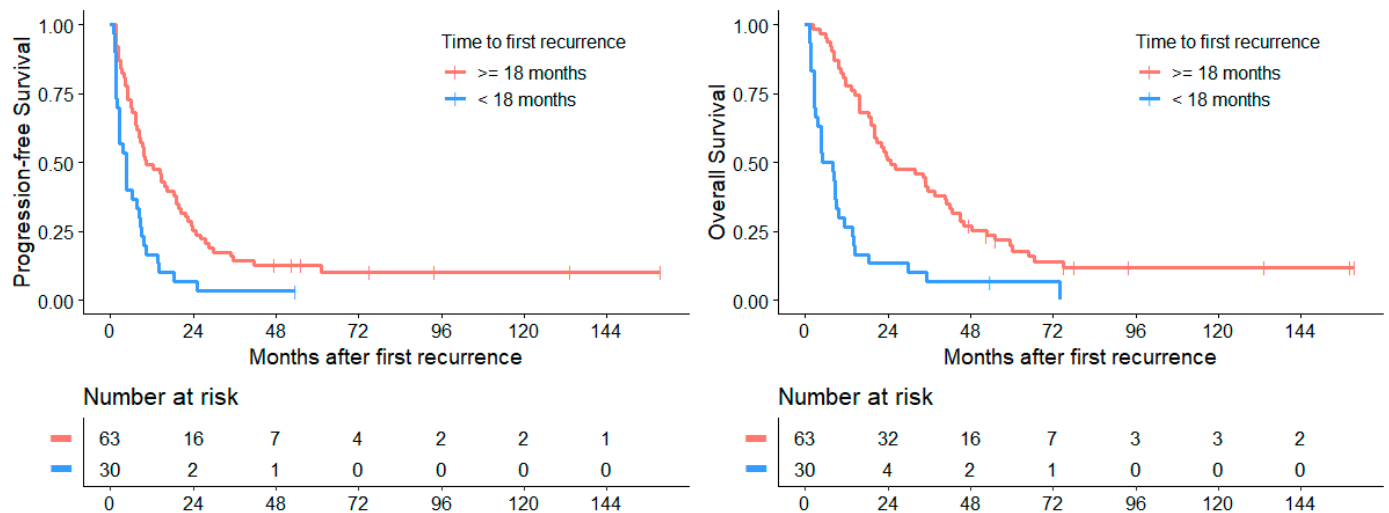 Progression-free Survival
1.00
0.75
0.50
0.25
0.00
Time to first recurrence
>= 18 months
< 18 months
0 24 48 72 96 120 144
Months after first recurrence
Number at risk
63 16 7 4 2 2 1
30 2 1 0 0 0 0
0 24 48 72 96 120 144
Overall Survival
1.00
0.75
0.50
0.25
0.00
Time to first recurrence
>= 18 months
< 18 months
0 24 48 72 96 120 144
Months after first recurrence
Number at risk
63 32 16 7 3 3 2
30 4 2 1 0 0 0
0 24 48 72 96 120 144